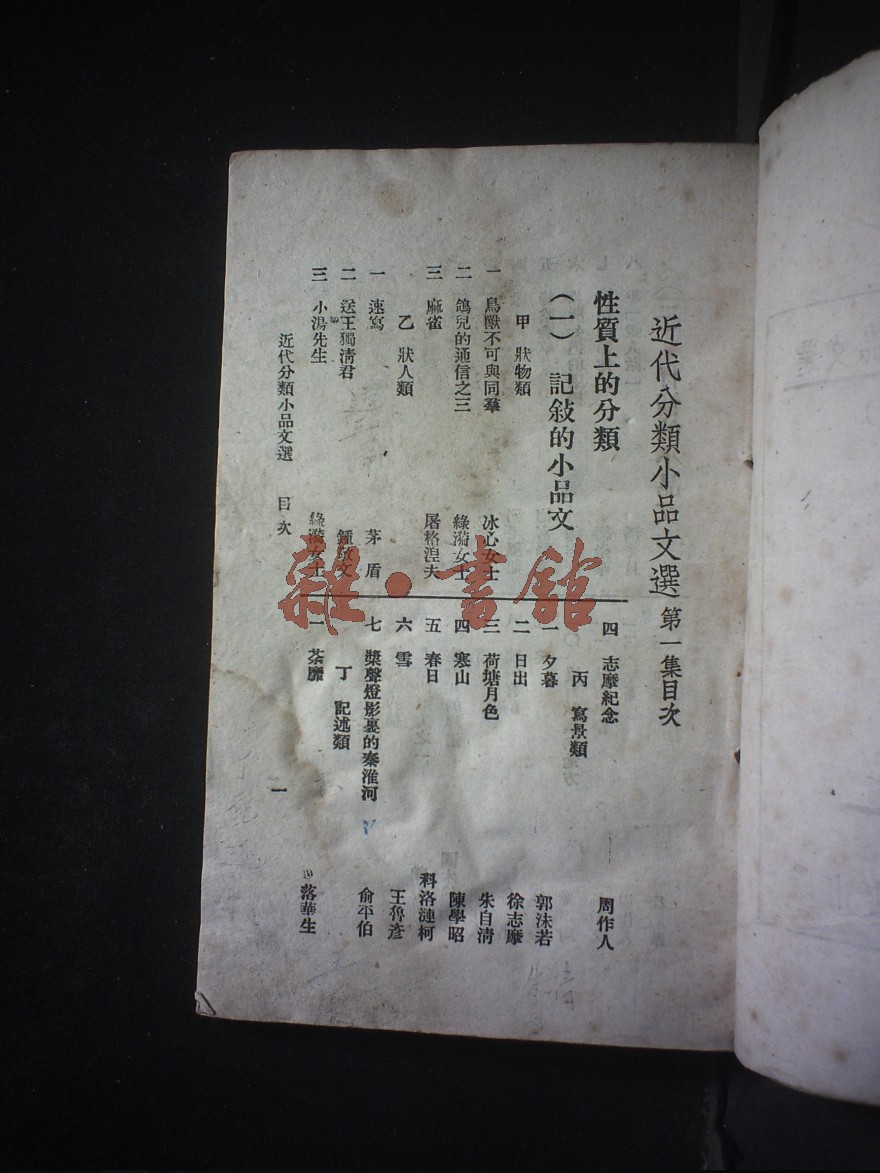 近代分類小品文選 第一集目次
性質上的分類
(一) 記敍的小品文
甲 狀物類
一 鳥獸不可與同羣 冰心女士
二 鴿兒的通信之三 綠漪女士
三 麻雀 屠格涅夫
乙 狀人類
一 速寫 茅盾
二 送王獨清君 鍾敬文
三 小湯先生 綠漪女士
四 志摩紀念 周作人
丙 寫景類
一 夕暮 郭沫若
二 日出 徐志摩
三 荷塘月色 朱自清
四 寒山 陳學昭
五 春日 科洛漣柯
六 雪 王魯彥
七 槳聲燈影裏的秦淮河 俞平伯
丁 記述類
一 荼靡 落華生
近代分類小品文選 目次 一
雜·書館